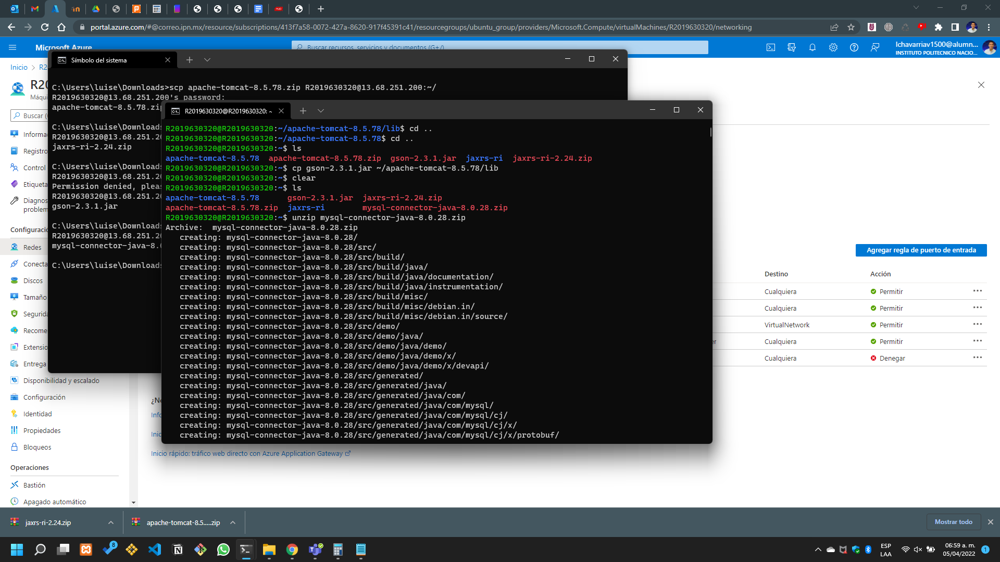 portal.azure.com/#@correo.ipn.mx/resource/subscriptions/413f7a58-0072-427a-8620-917f45391c41/resourcegroups/ubuntu_group/providers/Microsoft.Compute/virtualMachines/R2019630320/networking
Microsoft Azure
Buscar recursos, servicios y documentos (G+/)
lchavarriav1500@alumn...
INSTITUTO POLITECNICO NACIO...
Inicio > R2
R20
Máqui
Buscar (
Informa
Registro
Control
Etiqueta
Diagnos
problem
Configuració
Redes
Conecta
Discos
Tamaño
Segurida
Recome
Extensio
Entrega
Disponibilidad y escalado
Configuración
Identidad
Propiedades
Bloqueos
Operaciones
Bastión
Apagado automático
Símbolo del sistema
C:\Users\luise\Downloads>scp apache-tomcat-8.5.78.zip R2019630320@13.68.251.200:~/
R2019630320@13.68.251.200's password:
apache-tomcat-8.5.78.zip
C:\Users\luise\Downloads
R2019630320@13.68.251.20
jaxrs-ri-2.24.zip
C:\Users\luise\Downloads
R2019630320@13.68.251.20
Permission denied, pleas
R2019630320@13.68.251.20
gson-2.3.1.jar
C:\Users\luise\Downloads
R2019630320@13.68.251.20
mysql-connector-java-8.0
C:\Users\luise\Downloads
R2019630320@R2019630320: ~
R2019630320@R2019630320:~/apache-tomcat-8.5.78/lib$ cd ..
R2019630320@R2019630320:~/apache-tomcat-8.5.78$ cd ..
R2019630320@R2019630320:~$ ls
apache-tomcat-8.5.78 apache-tomcat-8.5.78.zip gson-2.3.1.jar jaxrs-ri jaxrs-ri-2.24.zip
R2019630320@R2019630320:~$ cp gson-2.3.1.jar ~/apache-tomcat-8.5.78/lib
R2019630320@R2019630320:~$ clear
R2019630320@R2019630320:~$ ls
apache-tomcat-8.5.78 gson-2.3.1.jar jaxrs-ri-2.24.zip
apache-tomcat-8.5.78.zip jaxrs-ri mysql-connector-java-8.0.28.zip
R2019630320@R2019630320:~$ unzip mysql-connector-java-8.0.28.zip
Archive: mysql-connector-java-8.0.28.zip
creating: mysql-connector-java-8.0.28/
creating: mysql-connector-java-8.0.28/src/
creating: mysql-connector-java-8.0.28/src/build/
creating: mysql-connector-java-8.0.28/src/build/java/
creating: mysql-connector-java-8.0.28/src/build/java/documentation/
creating: mysql-connector-java-8.0.28/src/build/java/instrumentation/
creating: mysql-connector-java-8.0.28/src/build/misc/
creating: mysql-connector-java-8.0.28/src/build/misc/debian.in/
creating: mysql-connector-java-8.0.28/src/build/misc/debian.in/source/
creating: mysql-connector-java-8.0.28/src/demo/
creating: mysql-connector-java-8.0.28/src/demo/java/
creating: mysql-connector-java-8.0.28/src/demo/java/demo/
creating: mysql-connector-java-8.0.28/src/demo/java/demo/x/
creating: mysql-connector-java-8.0.28/src/demo/java/demo/x/devapi/
creating: mysql-connector-java-8.0.28/src/generated/
creating: mysql-connector-java-8.0.28/src/generated/java/
creating: mysql-connector-java-8.0.28/src/generated/java/com/
creating: mysql-connector-java-8.0.28/src/generated/java/com/mysql/
creating: mysql-connector-java-8.0.28/src/generated/java/com/mysql/cj/
creating: mysql-connector-java-8.0.28/src/generated/java/com/mysql/cj/x/
creating: mysql-connector-java-8.0.28/src/generated/java/com/mysql/cj/x/protobuf/
Agregar regla de puerto de entrada
Destino Acción
Cualquiera Permitir
Cualquiera Permitir
VirtualNetwork Permitir
er Cualquiera Permitir
Cualquiera Denegar
¿Ne
Info
Inic
Inicio rápido: tráfico web directo con Azure Application Gateway
jaxrs-ri-2.24.zip
apache-tomcat-8.5.....zip
Mostrar todo
8
ESP
LAA
06:59 a. m.
05/04/2022
1